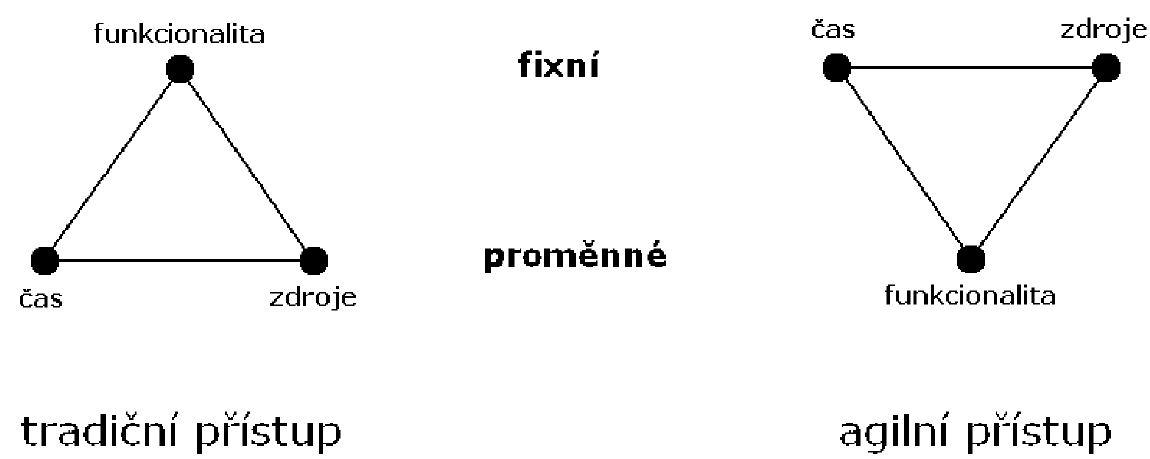 funkcionalita
fixní
čas
zdroje
proměnné
čas
zdroje
funkcionalita
tradiční přístup
agilní přístup